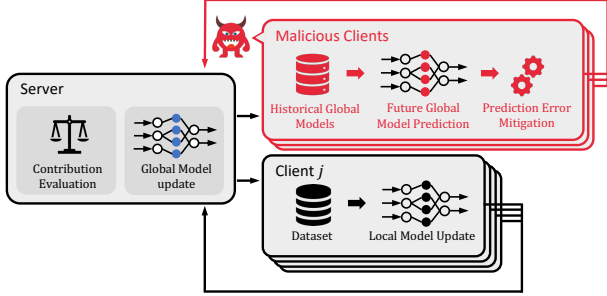 Malicious Clients
Historical Global
Models
Future Global
Model Prediction
Prediction Error
Mitigation
Server
Contribution
Evaluation
Global Model
update
Client j
Dataset
Local Model Update